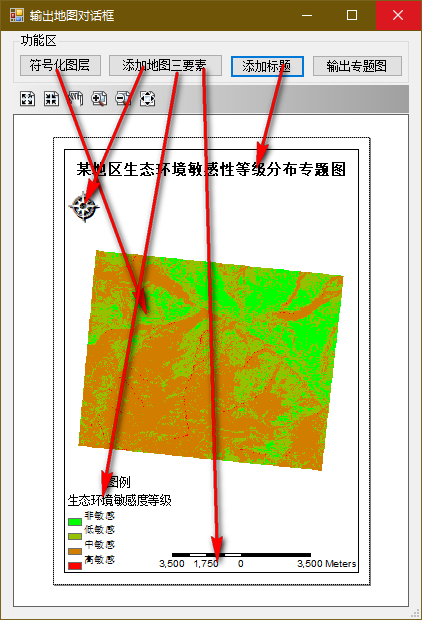 输出地图对话框
功能区
符号化图层 添加地图三要素 添加标题 输出专题图
某地区生态环境敏感性等级分布专题图
图例
生态环境敏感度等级
非敏感
低敏感
中敏感
高敏感
3,500 1,750 0 3,500 Meters